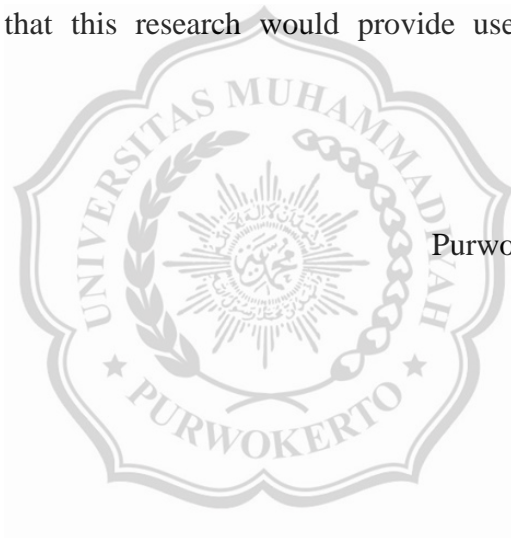 that this research would provide use
UNIVERSITAS MUHAMMADIYAH
Purwo
PURWOKERTO